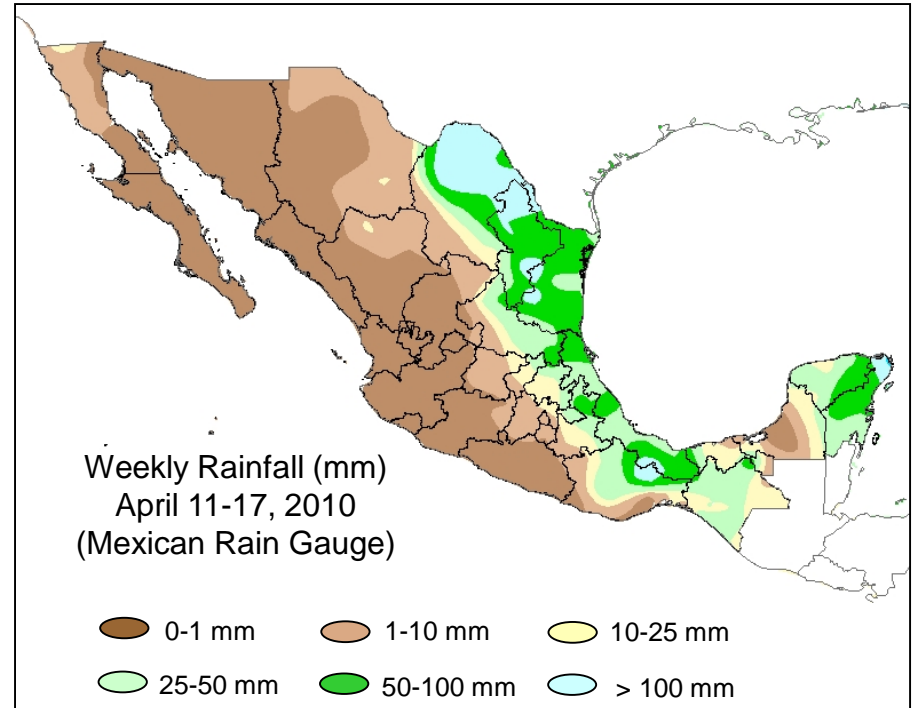 Weekly Rainfall (mm)
April 11-17, 2010
(Mexican Rain Gauge)
0-1 mm
1-10 mm
10-25 mm
25-50 mm
50-100 mm
> 100 mm